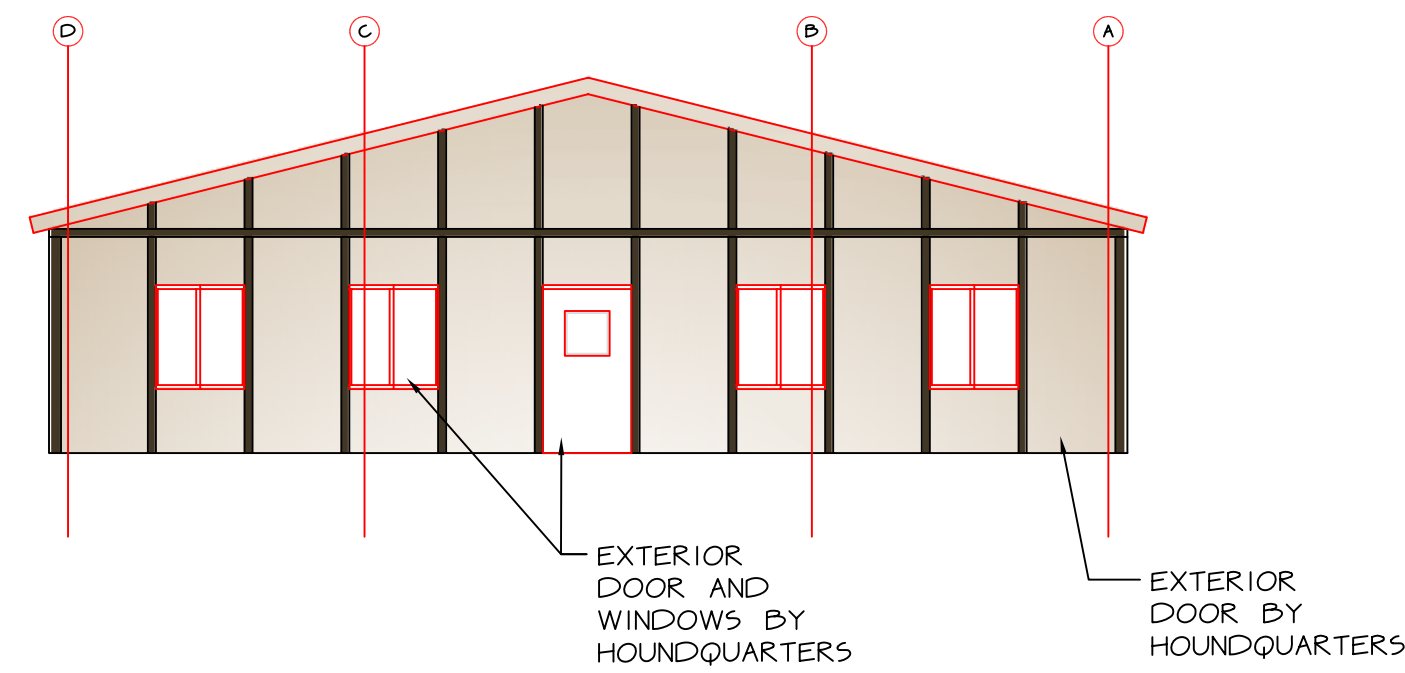 D
C
B
A
EXTERIOR
DOOR AND
WINDOWS BY
HOUNDQUARTERS
EXTERIOR
DOOR BY
HOUNDQUARTERS